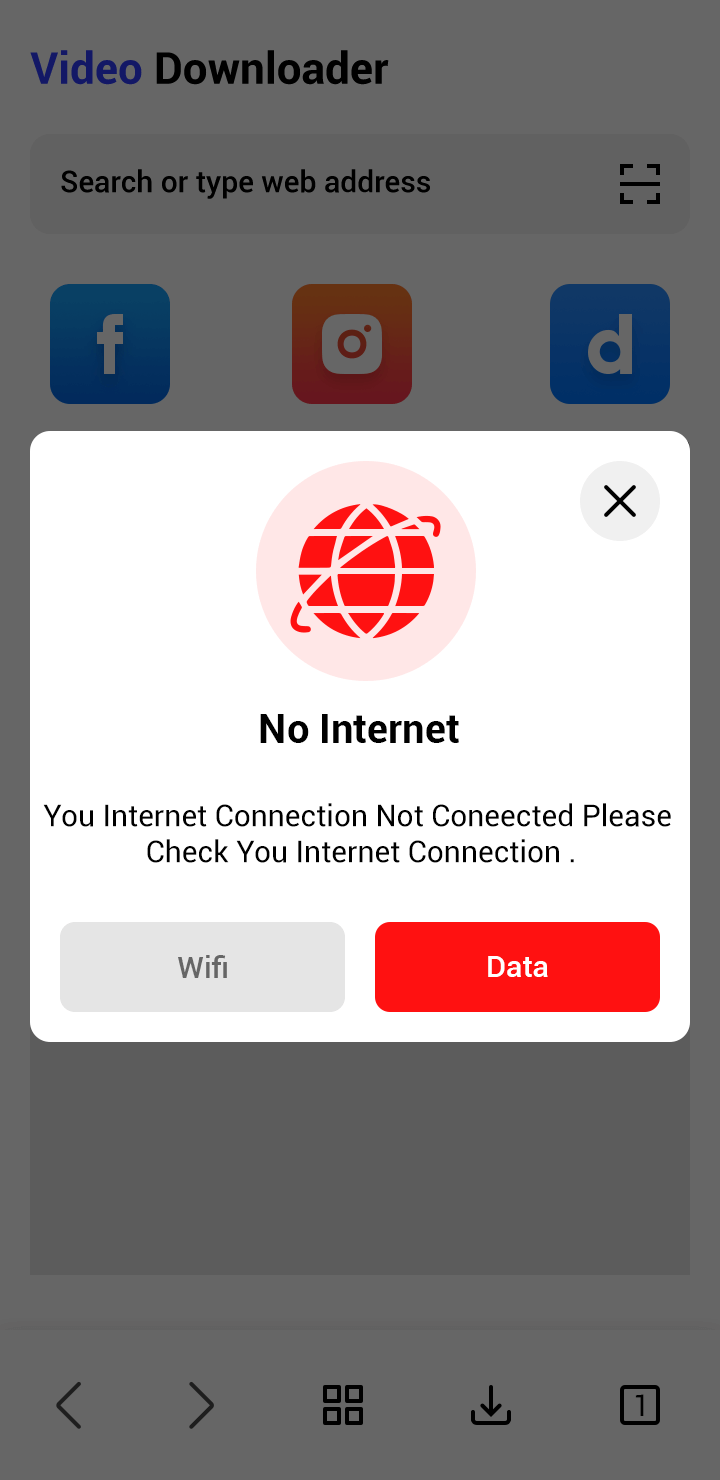 Video Downloader
Search or type web address
f
d
No Internet
You Internet Connection Not Coneected Please
Check You Internet Connection .
Wifi
Data
1